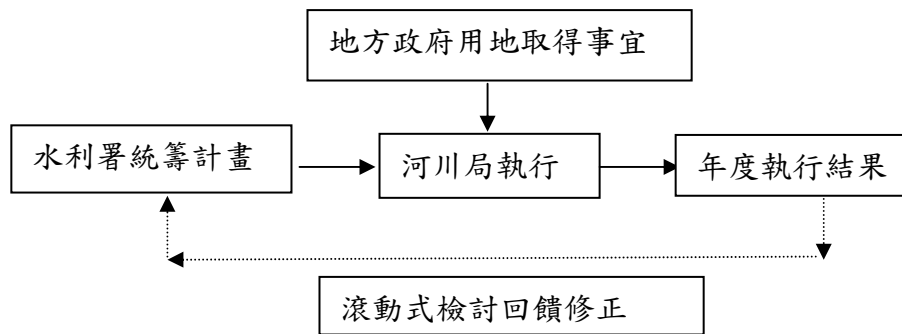 地方政府用地取得事宜
水利署統籌計畫
河川局執行
年度執行結果
滾動式檢討回饋修正